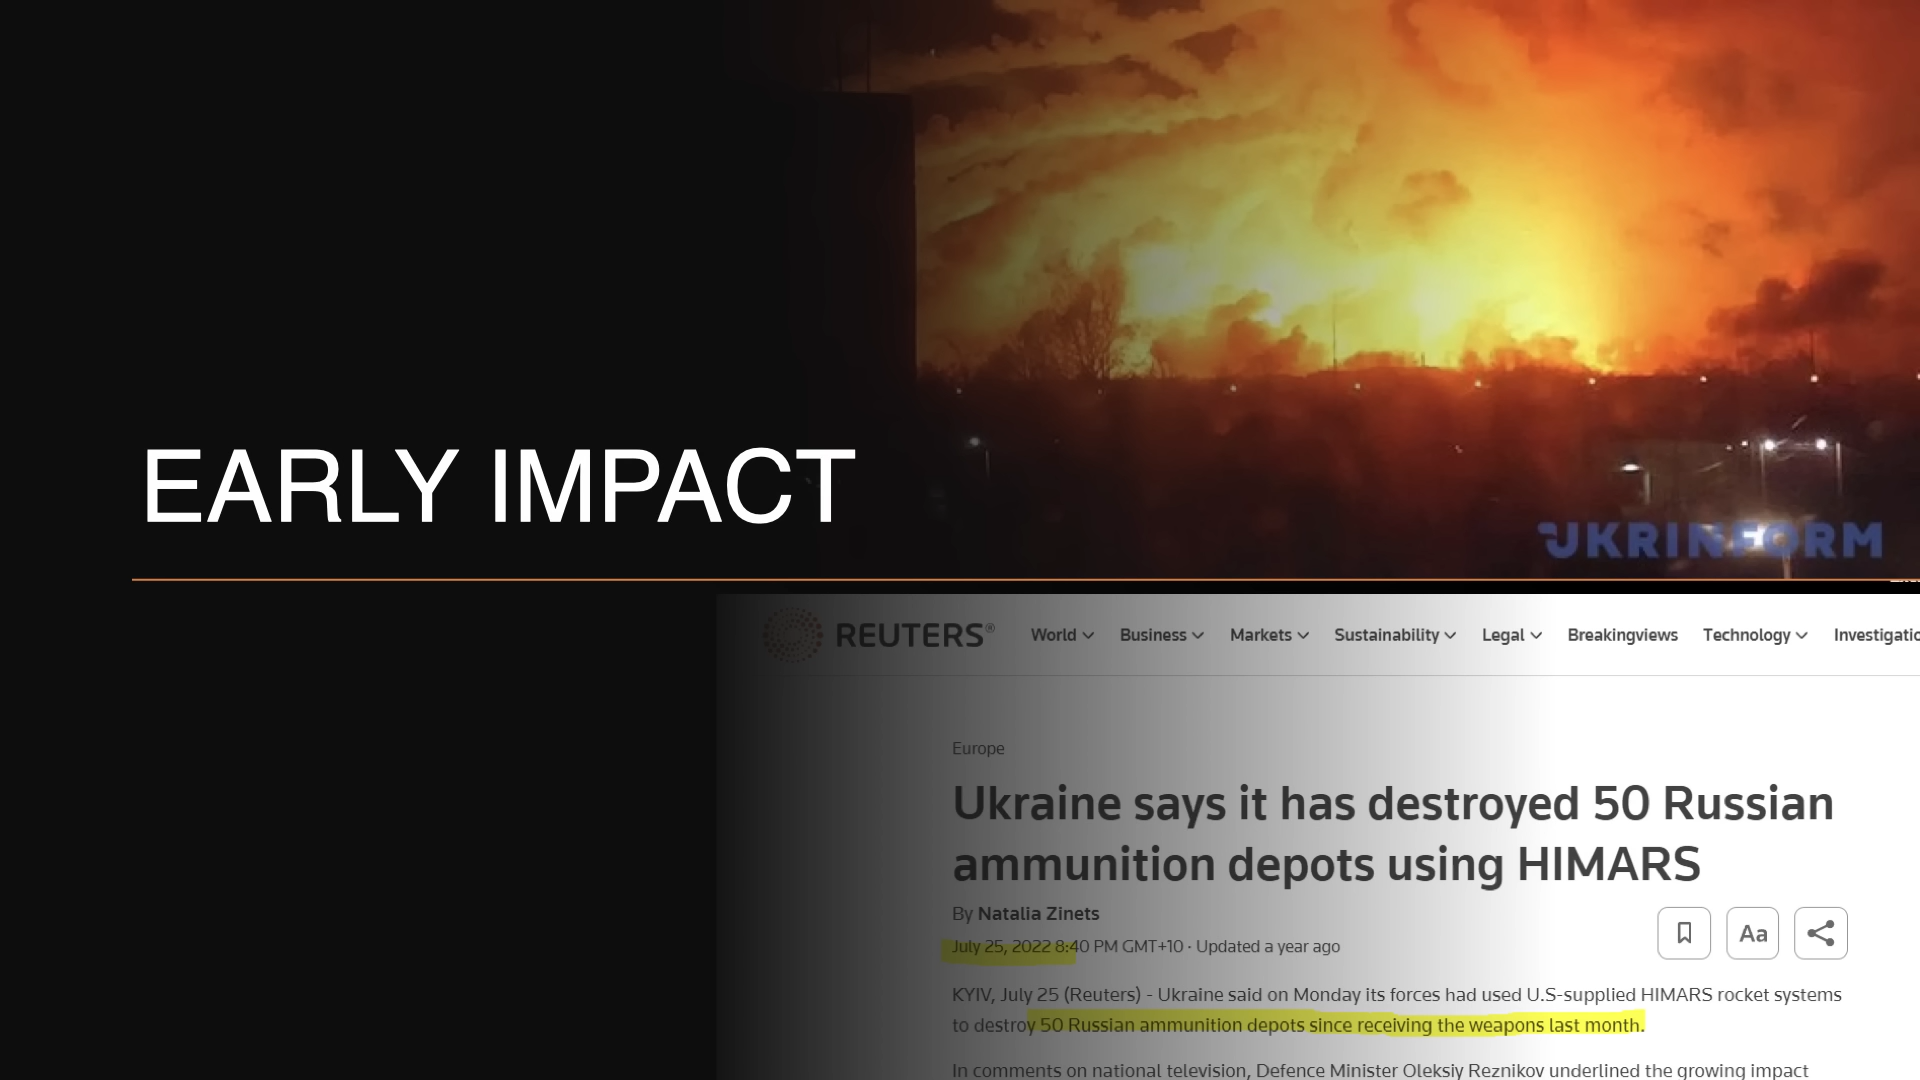 EARLY IMPACT
UKRINFORM
REUTERS®
World Business Markets Sustainability Legal Breakingviews Technology
Europe
Ukraine says it has destroyed 50 Russian
ammunition depots using HIMARS
By Natalia Zinets
July 25, 2022 8:40 PM GMT+10 · Updated a year ago
Aa
KYIV, July 25 (Reuters) - Ukraine said on Monday its forces had used U.S-supplied HIMARS rocket systems
to destroy 50 Russian ammunition depots since receiving the weapons last month.
In comments on national television, Defence Minister Oleksiy Reznikov underlined the growing impact